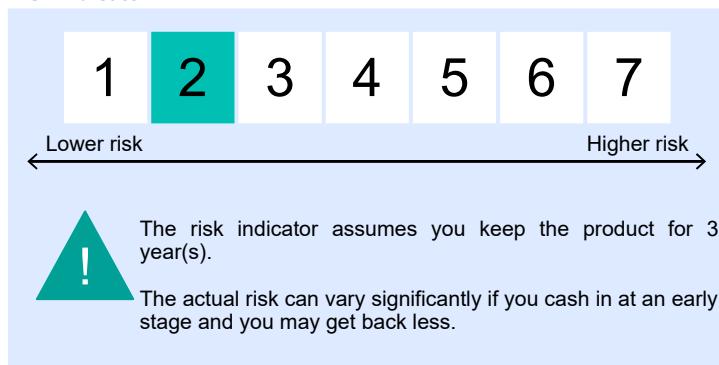 1 2 3 4 5 6 7
Lower risk Higher risk
!
The risk indicator assumes you keep the product for 3
year(s).
The actual risk can vary significantly if you cash in at an early
stage and you may get back less.